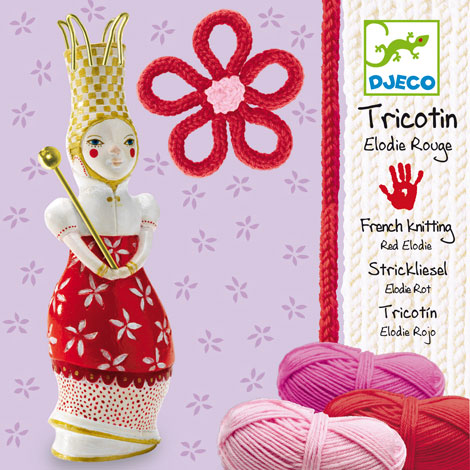 DJECO
Tricotin
Elodie Rouge
French knitting
Red Elodie
Strickliesel
Elodie Rot
Tricotín
Elodie Rojo